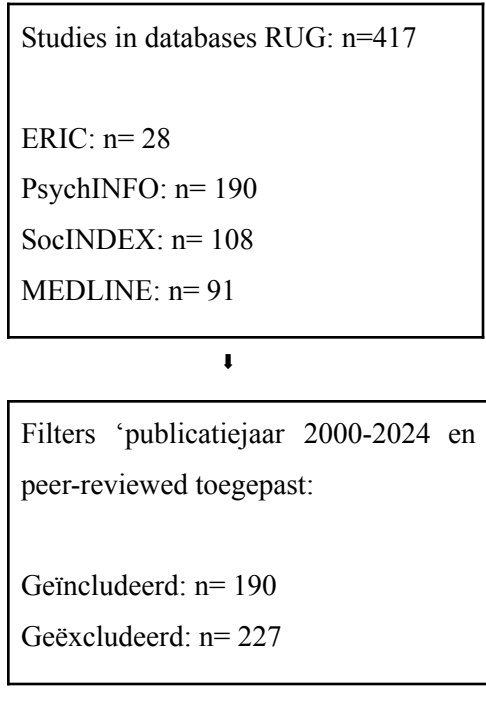 Studies in databases RUG: n=417
ERIC: n= 28
PsychINFO: n= 190
SocINDEX: n= 108
MEDLINE: n= 91
⬇
Filters ‘publicatiejaar 2000-2024 en
peer-reviewed toegepast:
Geïncludeerd: n= 190
Geëxcludeerd: n= 227